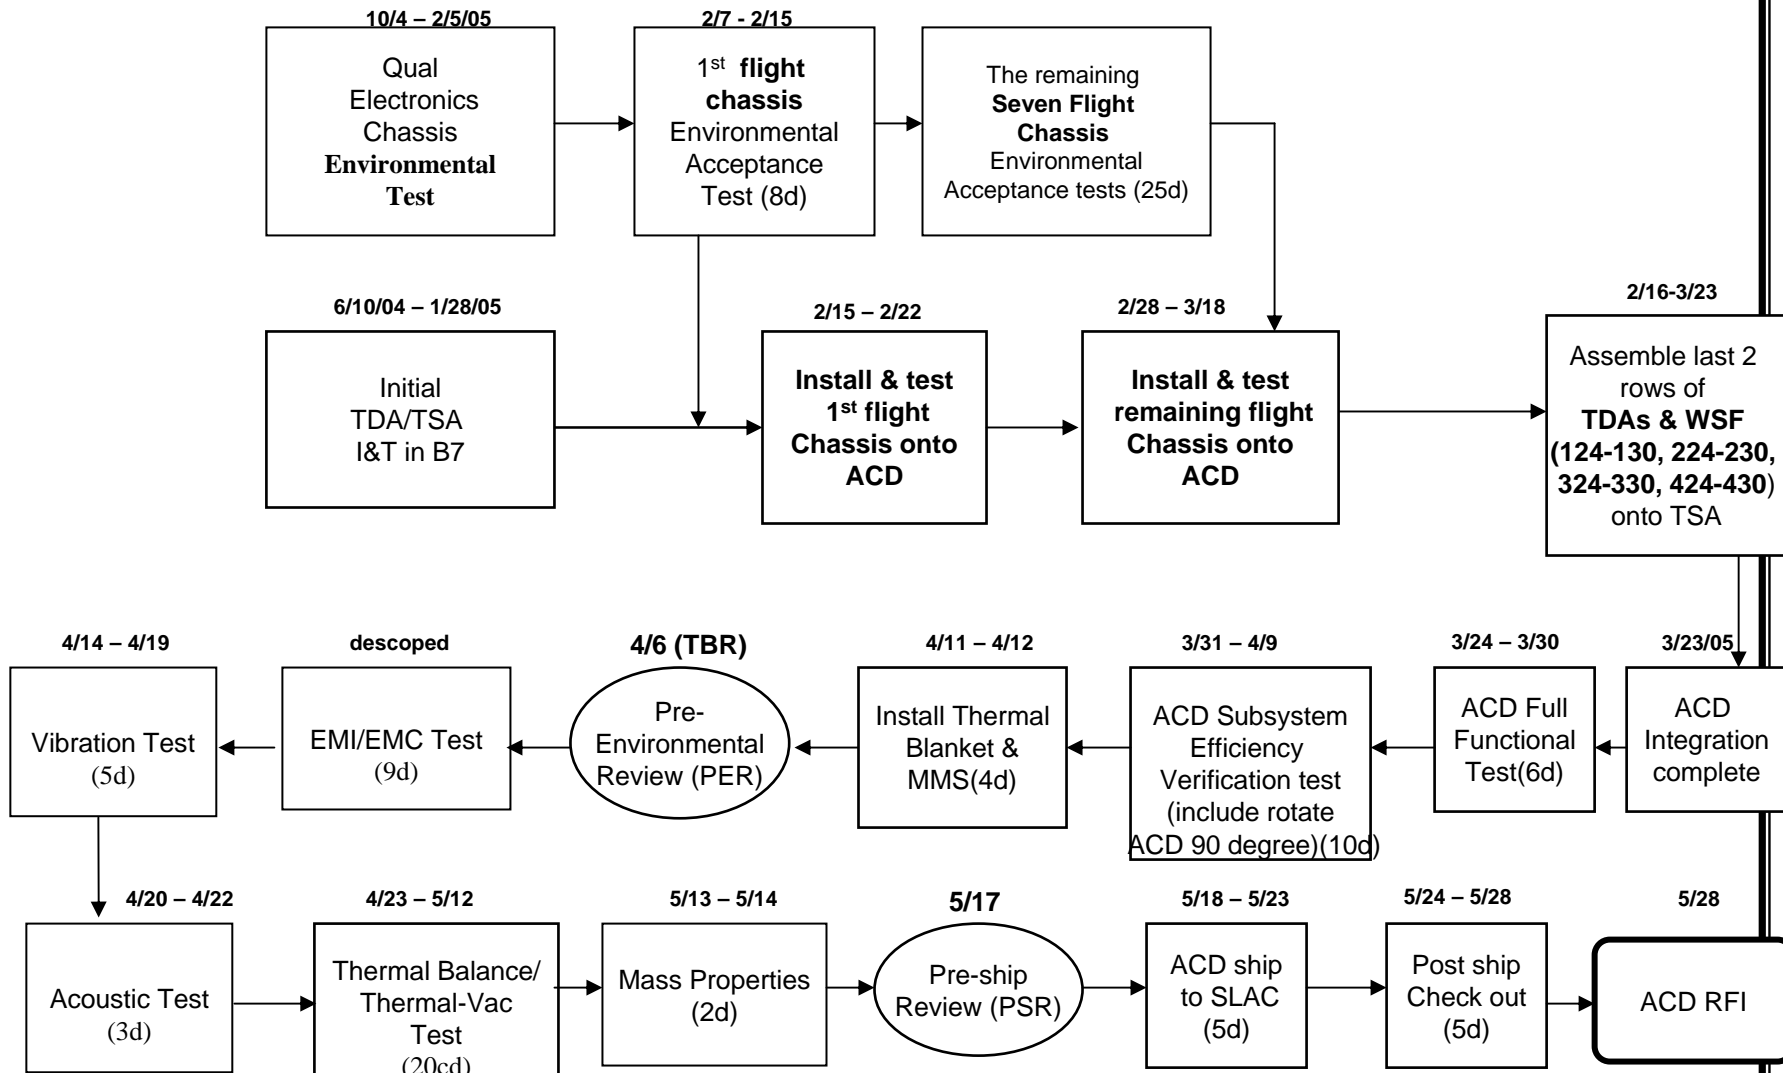 10/4 – 2/5/05
Qual
Electronics
Chassis
Environmental
Test
2/7 - 2/15
1st flight
chassis
Environmental
Acceptance
Test (8d)
The remaining
Seven Flight
Chassis
Environmental
Acceptance tests (25d)
6/10/04 – 1/28/05
Initial
TDA/TSA
I&T in B7
2/15 – 2/22
Install & test
1st flight
Chassis onto
ACD
2/28 – 3/18
Install & test
remaining flight
Chassis onto
ACD
2/16-3/23
Assemble last 2
rows of
TDAs & WSF
(124-130, 224-230,
324-330, 424-430)
onto TSA
4/14 – 4/19
Vibration Test
(5d)
descoped
EMI/EMC Test
(9d)
4/6 (TBR)
Pre-
Environmental
Review (PER)
4/11 – 4/12
Install Thermal
Blanket &
MMS(4d)
3/31 – 4/9
ACD Subsystem
Efficiency
Verification test
(include rotate
ACD 90 degree)(10d)
3/24 – 3/30
ACD Full
Functional
Test(6d)
3/23/05
ACD
Integration
complete
4/20 – 4/22
Acoustic Test
(3d)
4/23 – 5/12
Thermal Balance/
Thermal-Vac
Test
(20cd)
5/13 – 5/14
Mass Properties
(2d)
5/17
Pre-ship
Review (PSR)
5/18 – 5/23
ACD ship
to SLAC
(5d)
5/24 – 5/28
Post ship
Check out
(5d)
5/28
ACD RFI